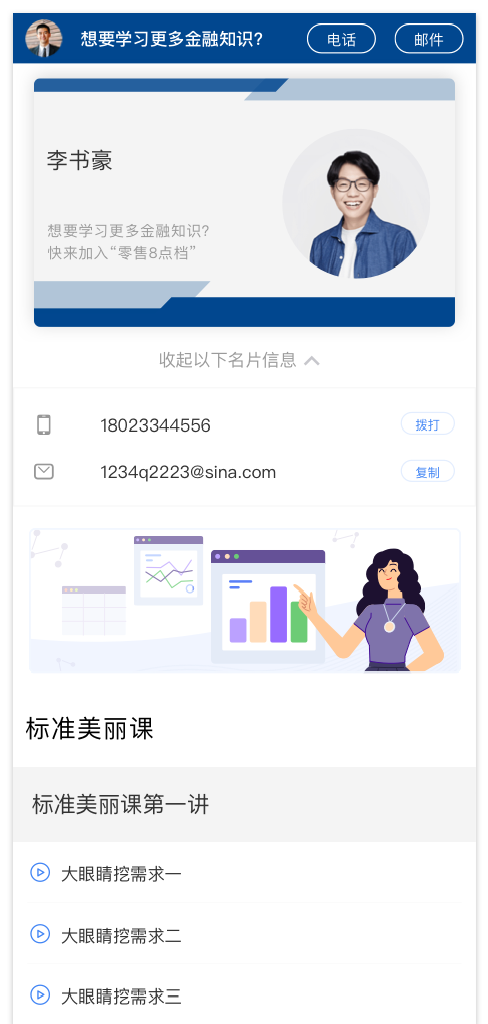 想要学习更多金融知识?
电话
邮件
李书豪
想要学习更多金融知识?
快来加入“零售8点档”
收起以下名片信息
18023344556
拨打
1234q2223@sina.com
复制
标准美丽课
标准美丽课第一讲
大眼睛挖需求一
大眼睛挖需求二
大眼睛挖需求三